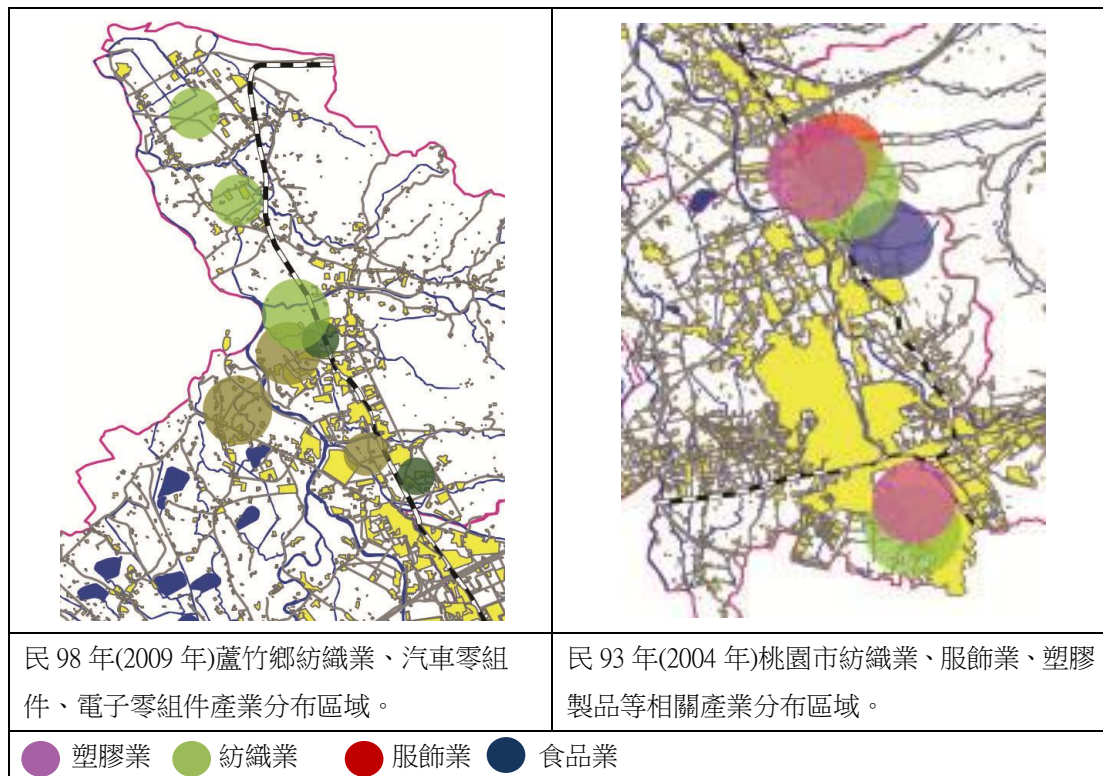 民 98 年(2009 年)蘆竹鄉紡織業、汽車零組
件、電子零組件產業分布區域。
民 93 年(2004 年)桃園市紡織業、服飾業、塑膠
製品等相關產業分布區域。
塑膠業 紡織業 服飾業 食品業